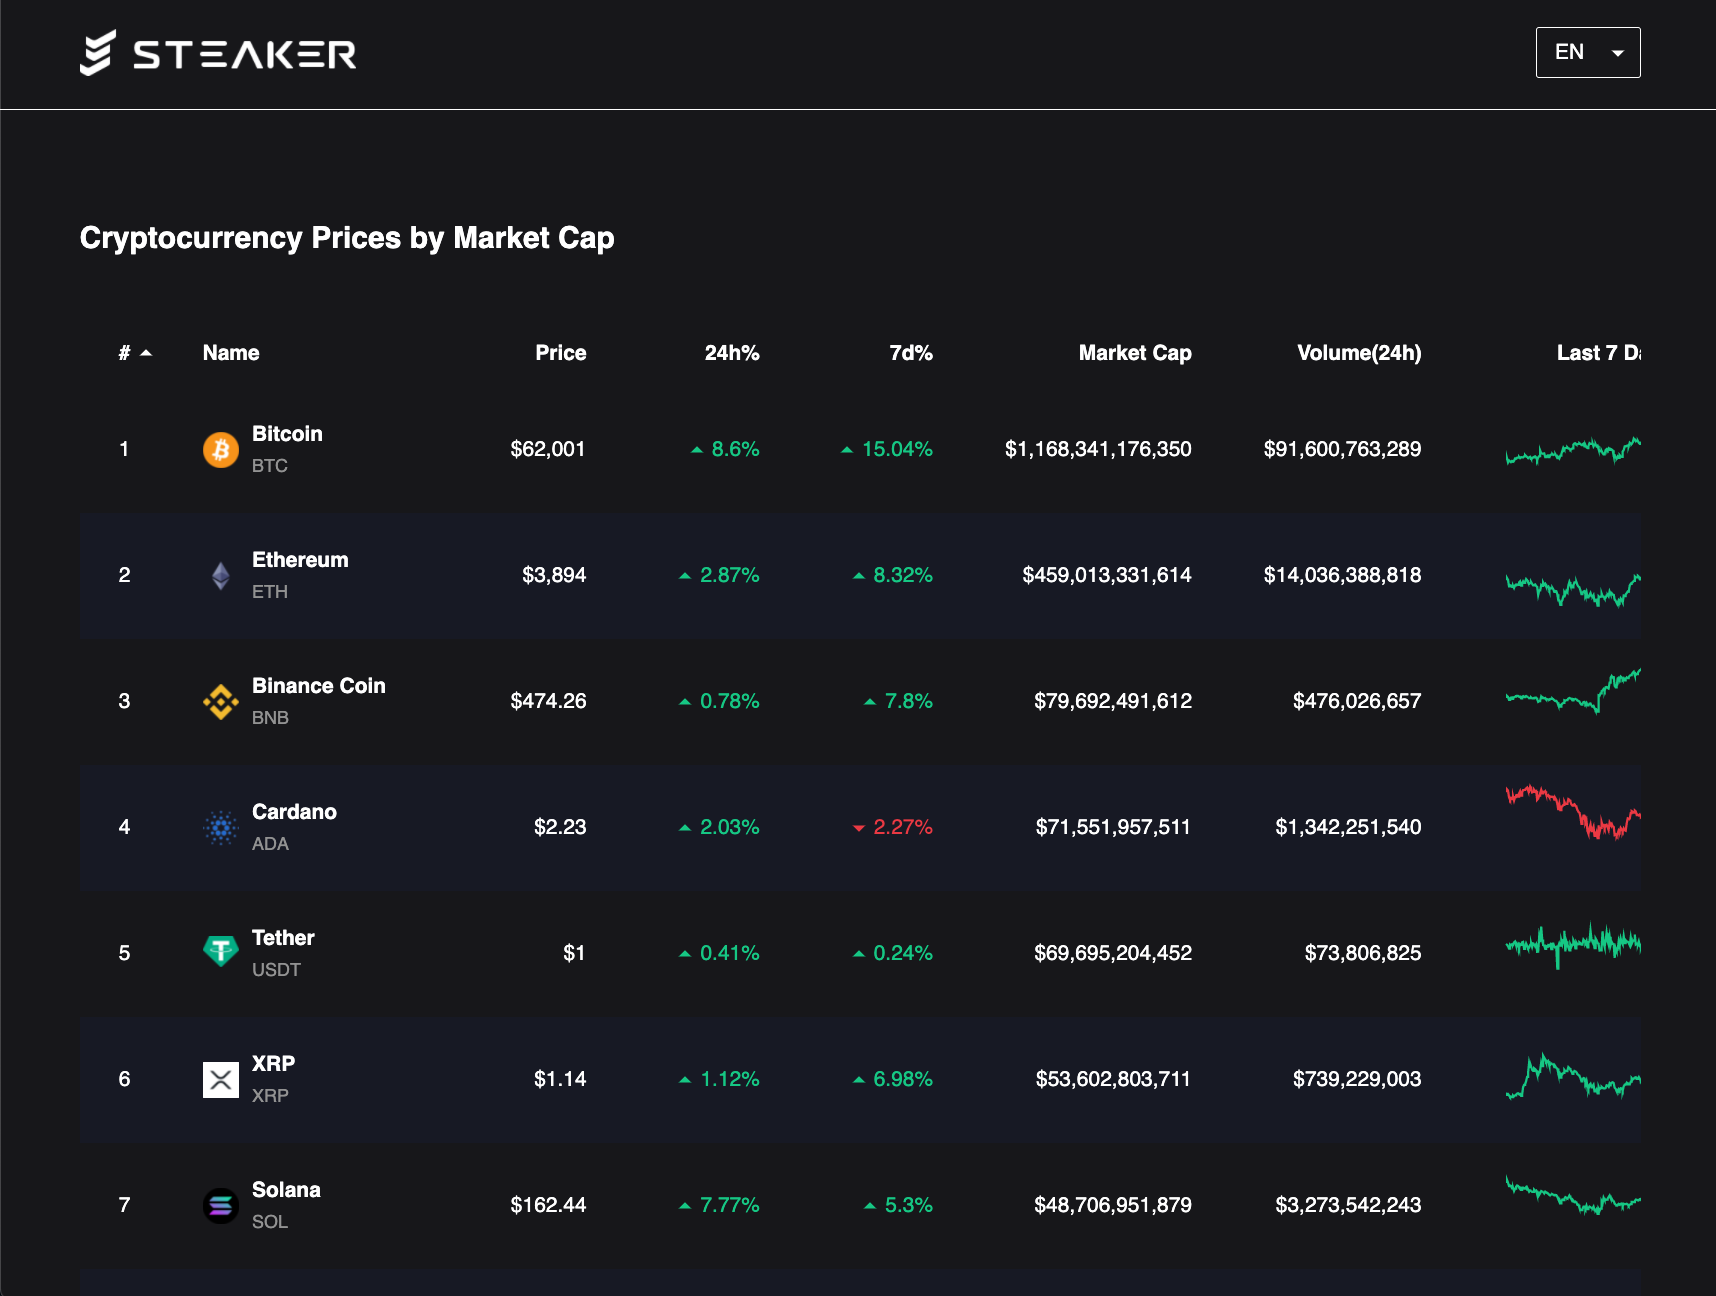 STEAKER
EN
Cryptocurrency Prices by Market Cap
# Name Price 24h% 7d% Market Cap Volume(24h) Last 7 Da
1 Bitcoin BTC $62,001 8.6% 15.04% $1,168,341,176,350 $91,600,763,289
2 Ethereum ETH $3,894 2.87% 8.32% $459,013,331,614 $14,036,388,818
3 Binance Coin BNB $474.26 0.78% 7.8% $79,692,491,612 $476,026,657
4 Cardano ADA $2.23 2.03% 2.27% $71,551,957,511 $1,342,251,540
5 Tether USDT $1 0.41% 0.24% $69,695,204,452 $73,806,825
6 XRP XRP $1.14 1.12% 6.98% $53,602,803,711 $739,229,003
7 Solana SOL $162.44 7.77% 5.3% $48,706,951,879 $3,273,542,243